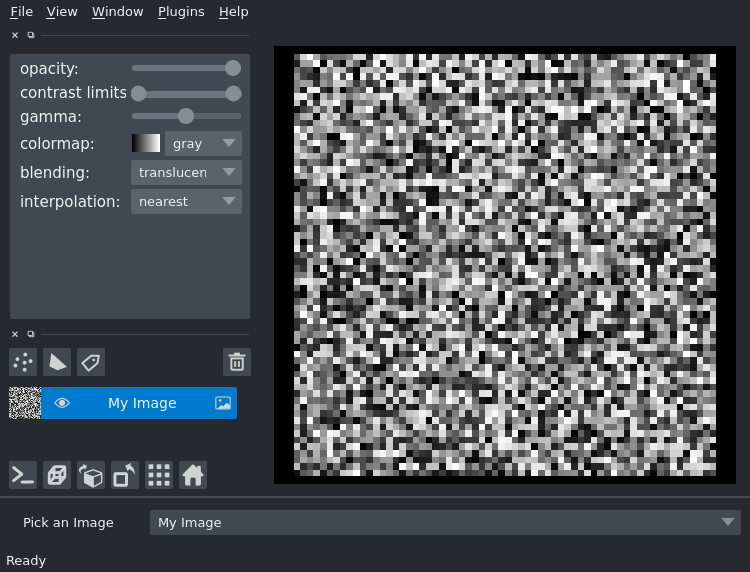 File View Window Plugins Help
opacity:
contrast limits
gamma:
colormap: gray
blending: translucen
interpolation: nearest
My Image
Pick an Image My Image
Ready